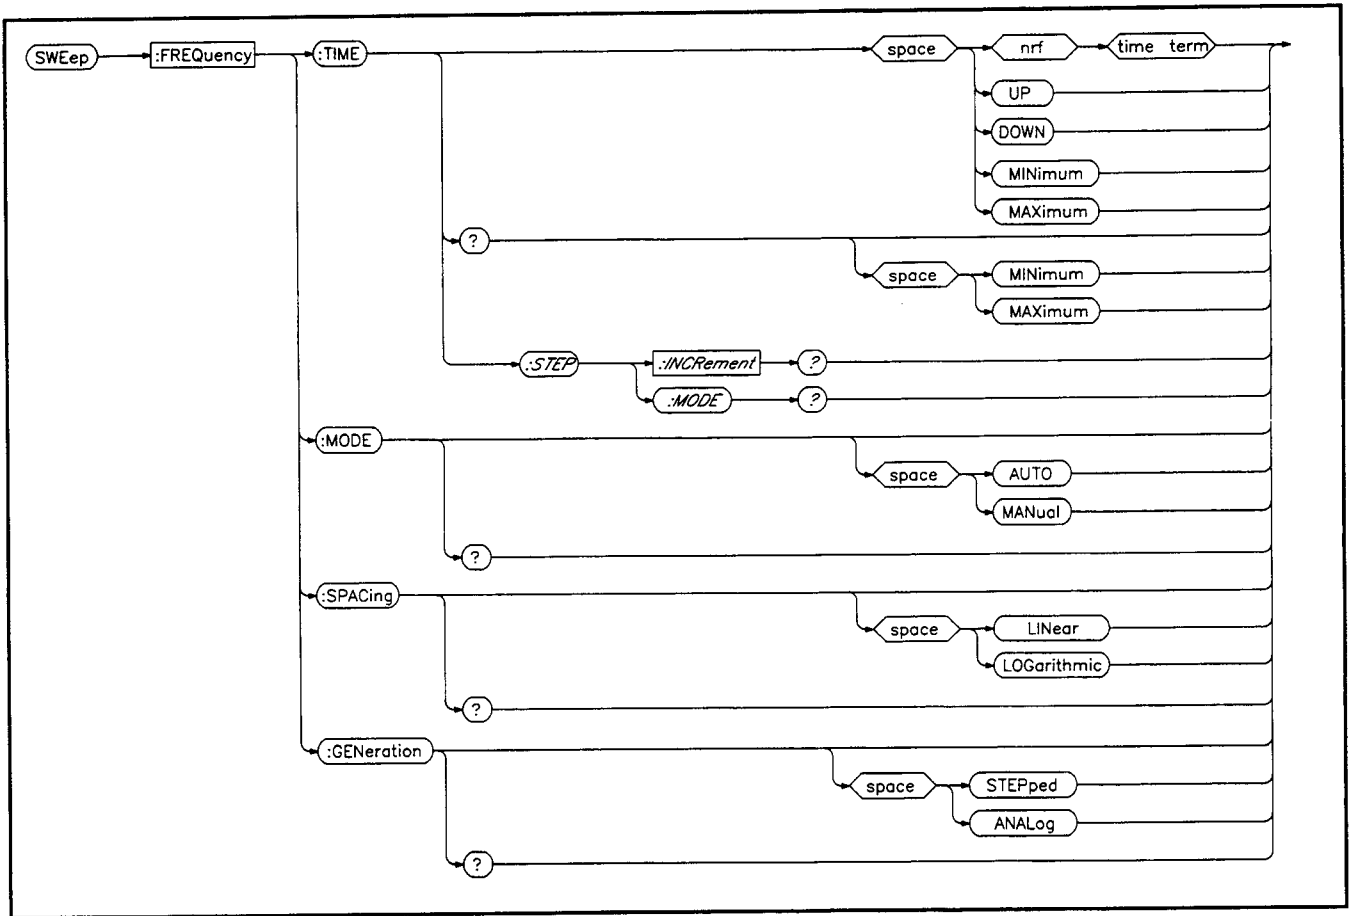 SWEep :FREQuency :TIME space nrf time term
UP
DOWN
MINimum
MAXimum
?
space MINimum
MAXimum
:STEP :INCRement ?
:MODE ?
:MODE
space AUTO
MANual
?
:SPACing
space LINear
LOGarithmic
?
:GENeration
space STEPped
ANALog
?